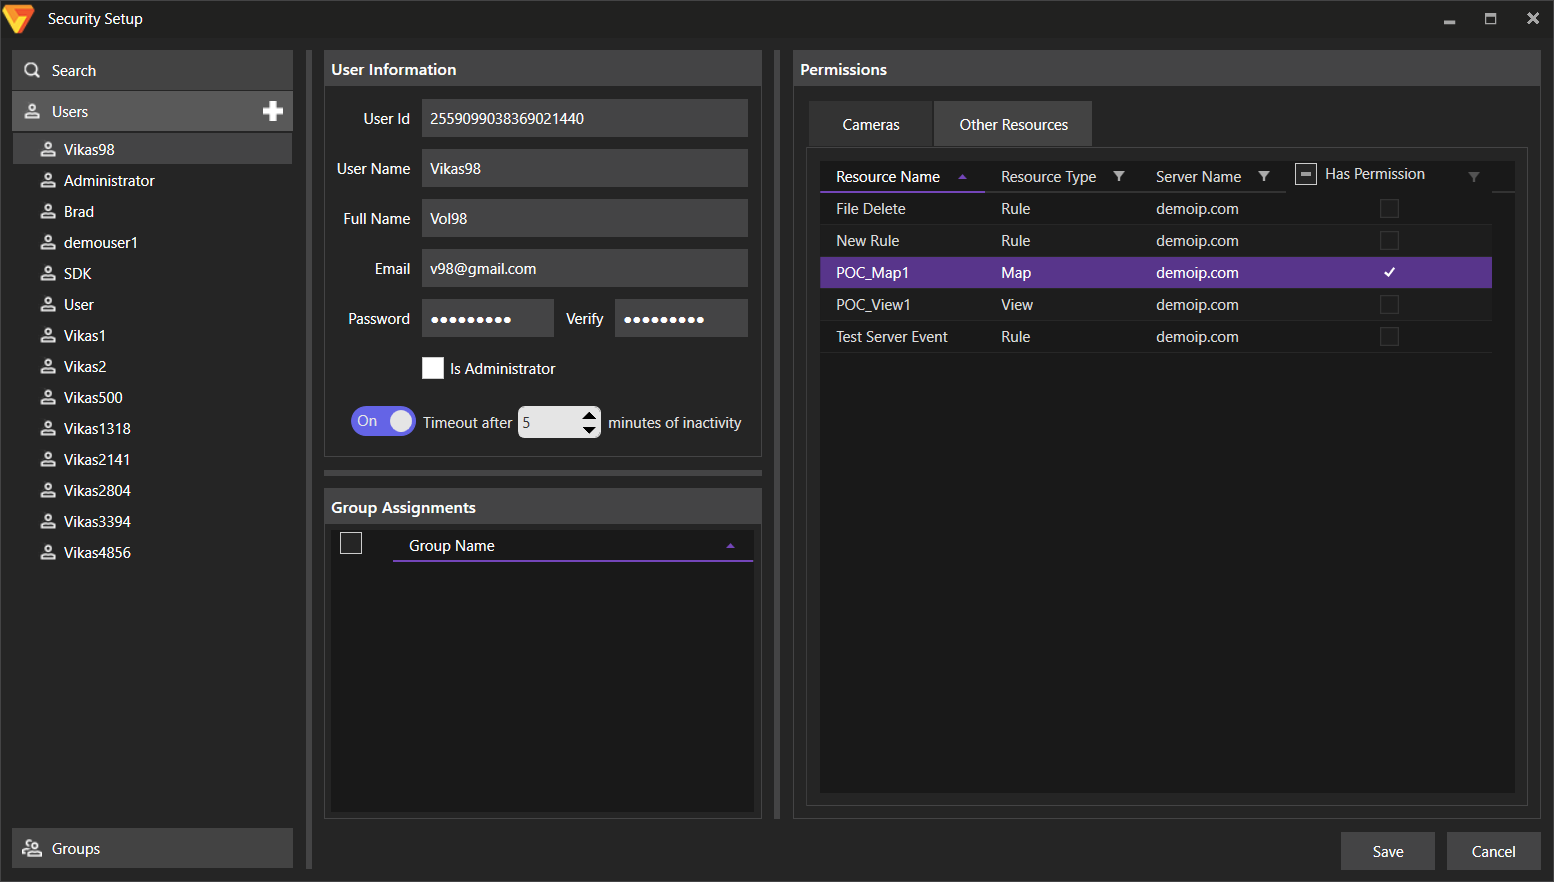 Security Setup
Search
Users
Vikas98
Administrator
Brad
demouser1
SDK
User
Vikas1
Vikas2
Vikas500
Vikas1318
Vikas2141
Vikas2804
Vikas3394
Vikas4856
Groups
User Information
User Id 2559099038369021440
User Name Vikas98
Full Name Vol98
Email v98@gmail.com
Password ●●●●●●●●● Verify ●●●●●●●●●
Is Administrator
On Timeout after 5 minutes of inactivity
Group Assignments
Group Name
Permissions
Cameras Other Resources
Resource Name Resource Type Server Name Has Permission
File Delete Rule demoip.com
New Rule Rule demoip.com
POC_Map1 Map demoip.com
POC_View1 View demoip.com
Test Server Event Rule demoip.com
Save Cancel